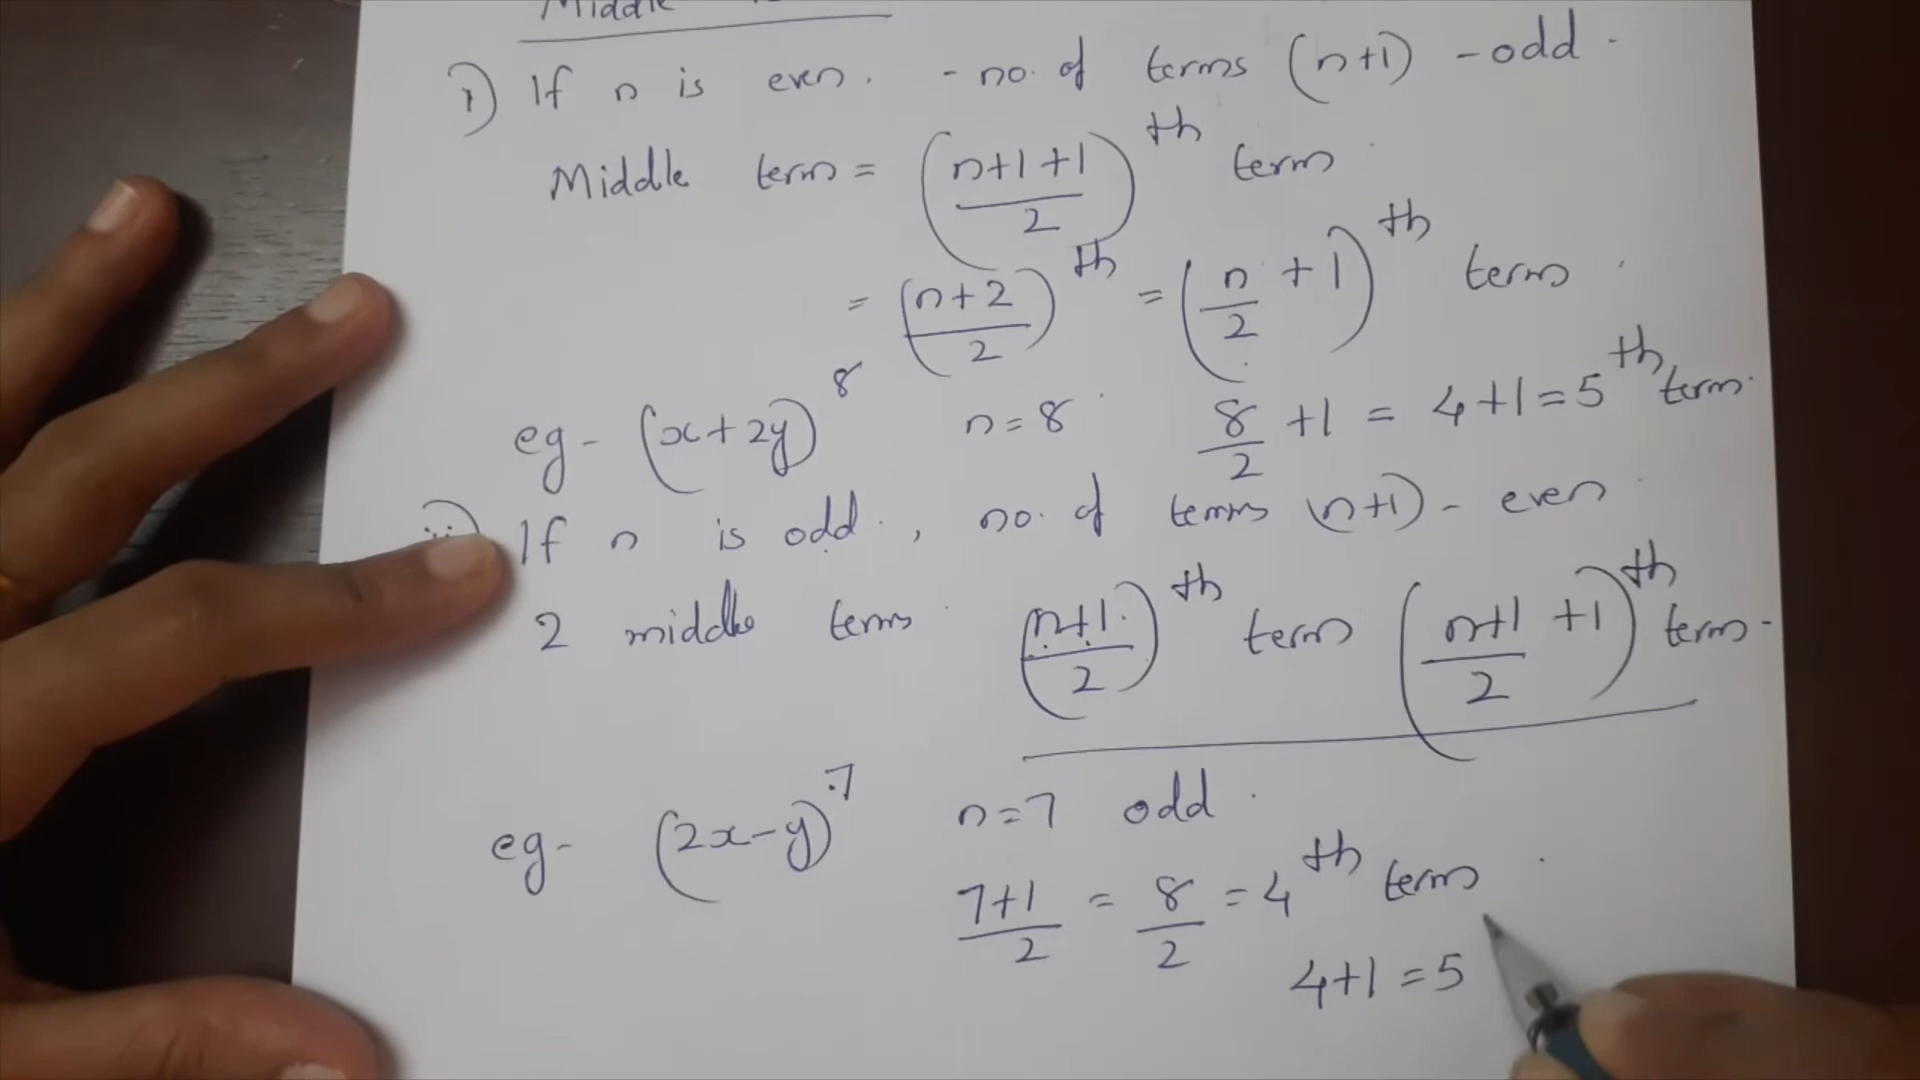 Middle
i) If n is even. - no. of terms (n+1) - odd.
Middle term = ((n+1+1)/2)th term
= ((n+2)/2)th = (n/2 + 1)th term.
eg - (x+2y)^8 n=8 8/2 + 1 = 4+1=5th term.
ii) If n is odd, no. of terms (n+1) - even
2 middle terms ((n+1)/2)th term ((n+1)/2 + 1)th term.
eg - (2x-y)^7 n=7 odd.
(7+1)/2 = 8/2 = 4th term
4+1=5